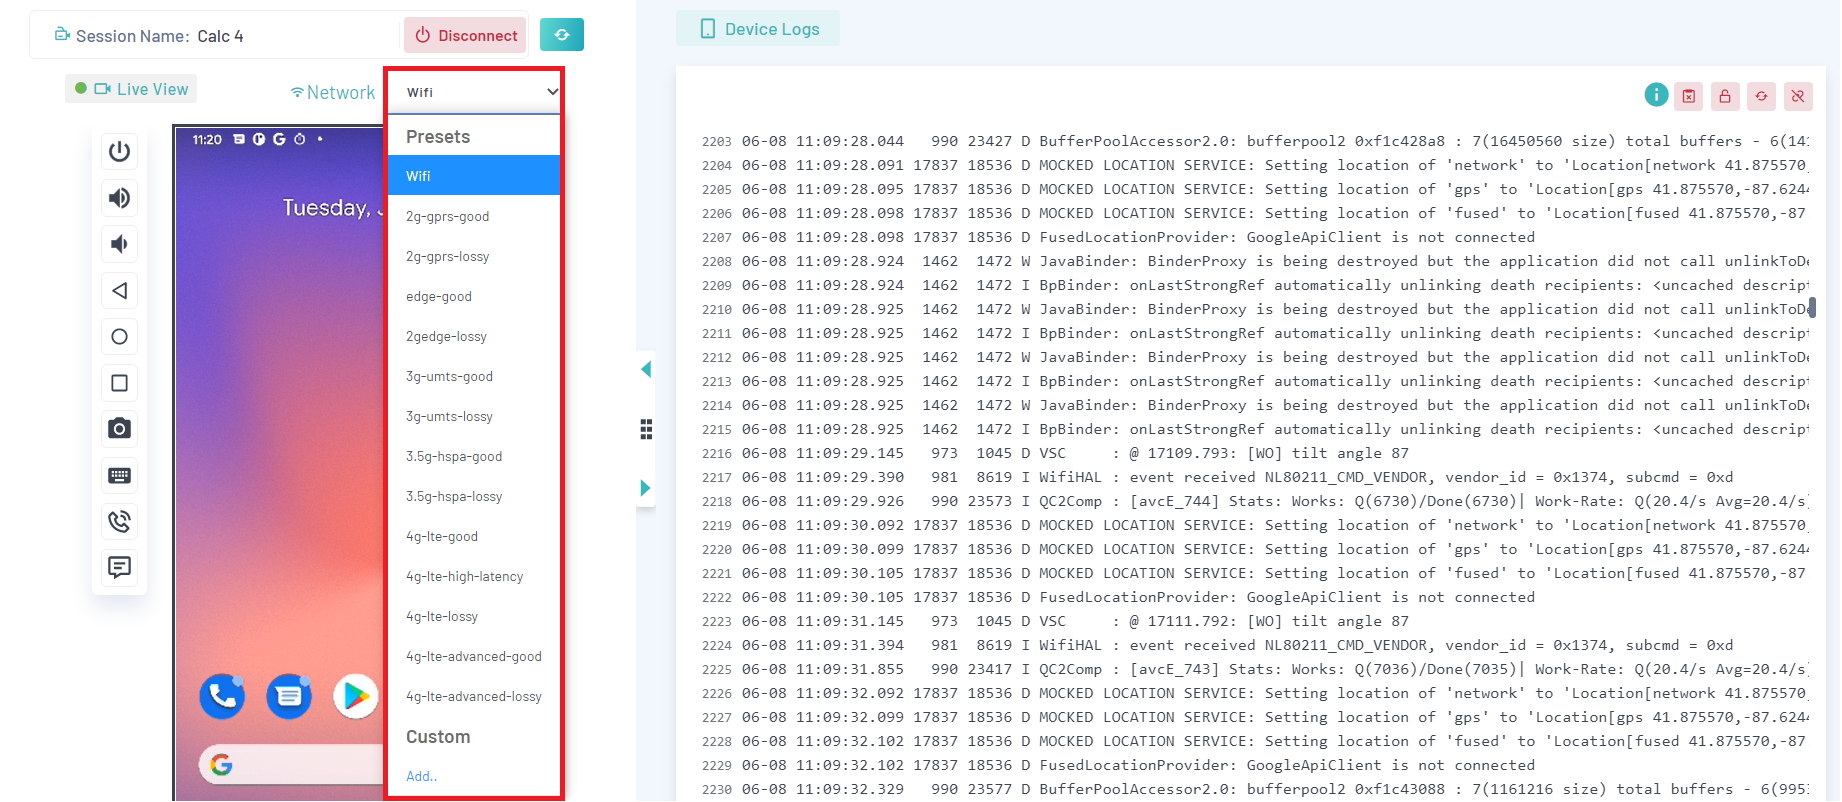 Session Name: Calc 4
Disconnect
Live View
Network
Wifi
Presets
Wifi
2g-gprs-good
2g-gprs-lossy
edge-good
2gedge-lossy
3g-umts-good
3g-umts-lossy
3.5g-hspa-good
3.5g-hspa-lossy
4g-lte-good
4g-lte-high-latency
4g-lte-lossy
4g-lte-advanced-good
4g-lte-advanced-lossy
Custom
Add..
11:20
Tuesday, J
Device Logs
2203 06-08 11:09:28.044 990 23427 D BufferPoolAccessor2.0: bufferpool2 0xf1c428a8 : 7(16450560 size) total buffers - 6(141
2204 06-08 11:09:28.091 17837 18536 D MOCKED LOCATION SERVICE: Setting location of 'network' to 'Location[network 41.875570,
2205 06-08 11:09:28.095 17837 18536 D MOCKED LOCATION SERVICE: Setting location of 'gps' to 'Location[gps 41.875570,-87.6244
2206 06-08 11:09:28.098 17837 18536 D MOCKED LOCATION SERVICE: Setting location of 'fused' to 'Location[fused 41.875570,-87
2207 06-08 11:09:28.098 17837 18536 D FusedLocationProvider: GoogleApiClient is not connected
2208 06-08 11:09:28.924 1462 1472 W JavaBinder: BinderProxy is being destroyed but the application did not call unlinkToDe
2209 06-08 11:09:28.924 1462 1472 I BpBinder: onLastStrongRef automatically unlinking death recipients: <uncached descript
2210 06-08 11:09:28.925 1462 1472 W JavaBinder: BinderProxy is being destroyed but the application did not call unlinkToDe
2211 06-08 11:09:28.925 1462 1472 I BpBinder: onLastStrongRef automatically unlinking death recipients: <uncached descript
2212 06-08 11:09:28.925 1462 1472 W JavaBinder: BinderProxy is being destroyed but the application did not call unlinkToDe
2213 06-08 11:09:28.925 1462 1472 I BpBinder: onLastStrongRef automatically unlinking death recipients: <uncached descript
2214 06-08 11:09:28.925 1462 1472 W JavaBinder: BinderProxy is being destroyed but the application did not call unlinkToDe
2215 06-08 11:09:28.925 1462 1472 I BpBinder: onLastStrongRef automatically unlinking death recipients: <uncached descript
2216 06-08 11:09:29.145 973 1045 D VSC : @ 17109.793: [WO] tilt angle 87
2217 06-08 11:09:29.390 981 8619 I WifiHAL : event received NL80211_CMD_VENDOR, vendor_id = 0x1374, subcmd = 0xd
2218 06-08 11:09:29.926 990 23573 I QC2Comp : [avcE_744] Stats: Works: Q(6730)/Done(6730)| Work-Rate: Q(20.4/s Avg=20.4/s)
2219 06-08 11:09:30.092 17837 18536 D MOCKED LOCATION SERVICE: Setting location of 'network' to 'Location[network 41.875570,
2220 06-08 11:09:30.099 17837 18536 D MOCKED LOCATION SERVICE: Setting location of 'gps' to 'Location[gps 41.875570,-87.6244
2221 06-08 11:09:30.105 17837 18536 D MOCKED LOCATION SERVICE: Setting location of 'fused' to 'Location[fused 41.875570,-87
2222 06-08 11:09:30.105 17837 18536 D FusedLocationProvider: GoogleApiClient is not connected
2223 06-08 11:09:31.145 973 1045 D VSC : @ 17111.792: [WO] tilt angle 87
2224 06-08 11:09:31.394 981 8619 I WifiHAL : event received NL80211_CMD_VENDOR, vendor_id = 0x1374, subcmd = 0xd
2225 06-08 11:09:31.855 990 23417 I QC2Comp : [avcE_743] Stats: Works: Q(7036)/Done(7035)| Work-Rate: Q(20.4/s Avg=20.4/s)
2226 06-08 11:09:32.092 17837 18536 D MOCKED LOCATION SERVICE: Setting location of 'network' to 'Location[network 41.875570,
2227 06-08 11:09:32.099 17837 18536 D MOCKED LOCATION SERVICE: Setting location of 'gps' to 'Location[gps 41.875570,-87.6244
2228 06-08 11:09:32.102 17837 18536 D MOCKED LOCATION SERVICE: Setting location of 'fused' to 'Location[fused 41.875570,-87
2229 06-08 11:09:32.102 17837 18536 D FusedLocationProvider: GoogleApiClient is not connected
2230 06-08 11:09:32.329 990 23577 D BufferPoolAccessor2.0: bufferpool2 0xf1c43088 : 7(1161216 size) total buffers - 6(9953